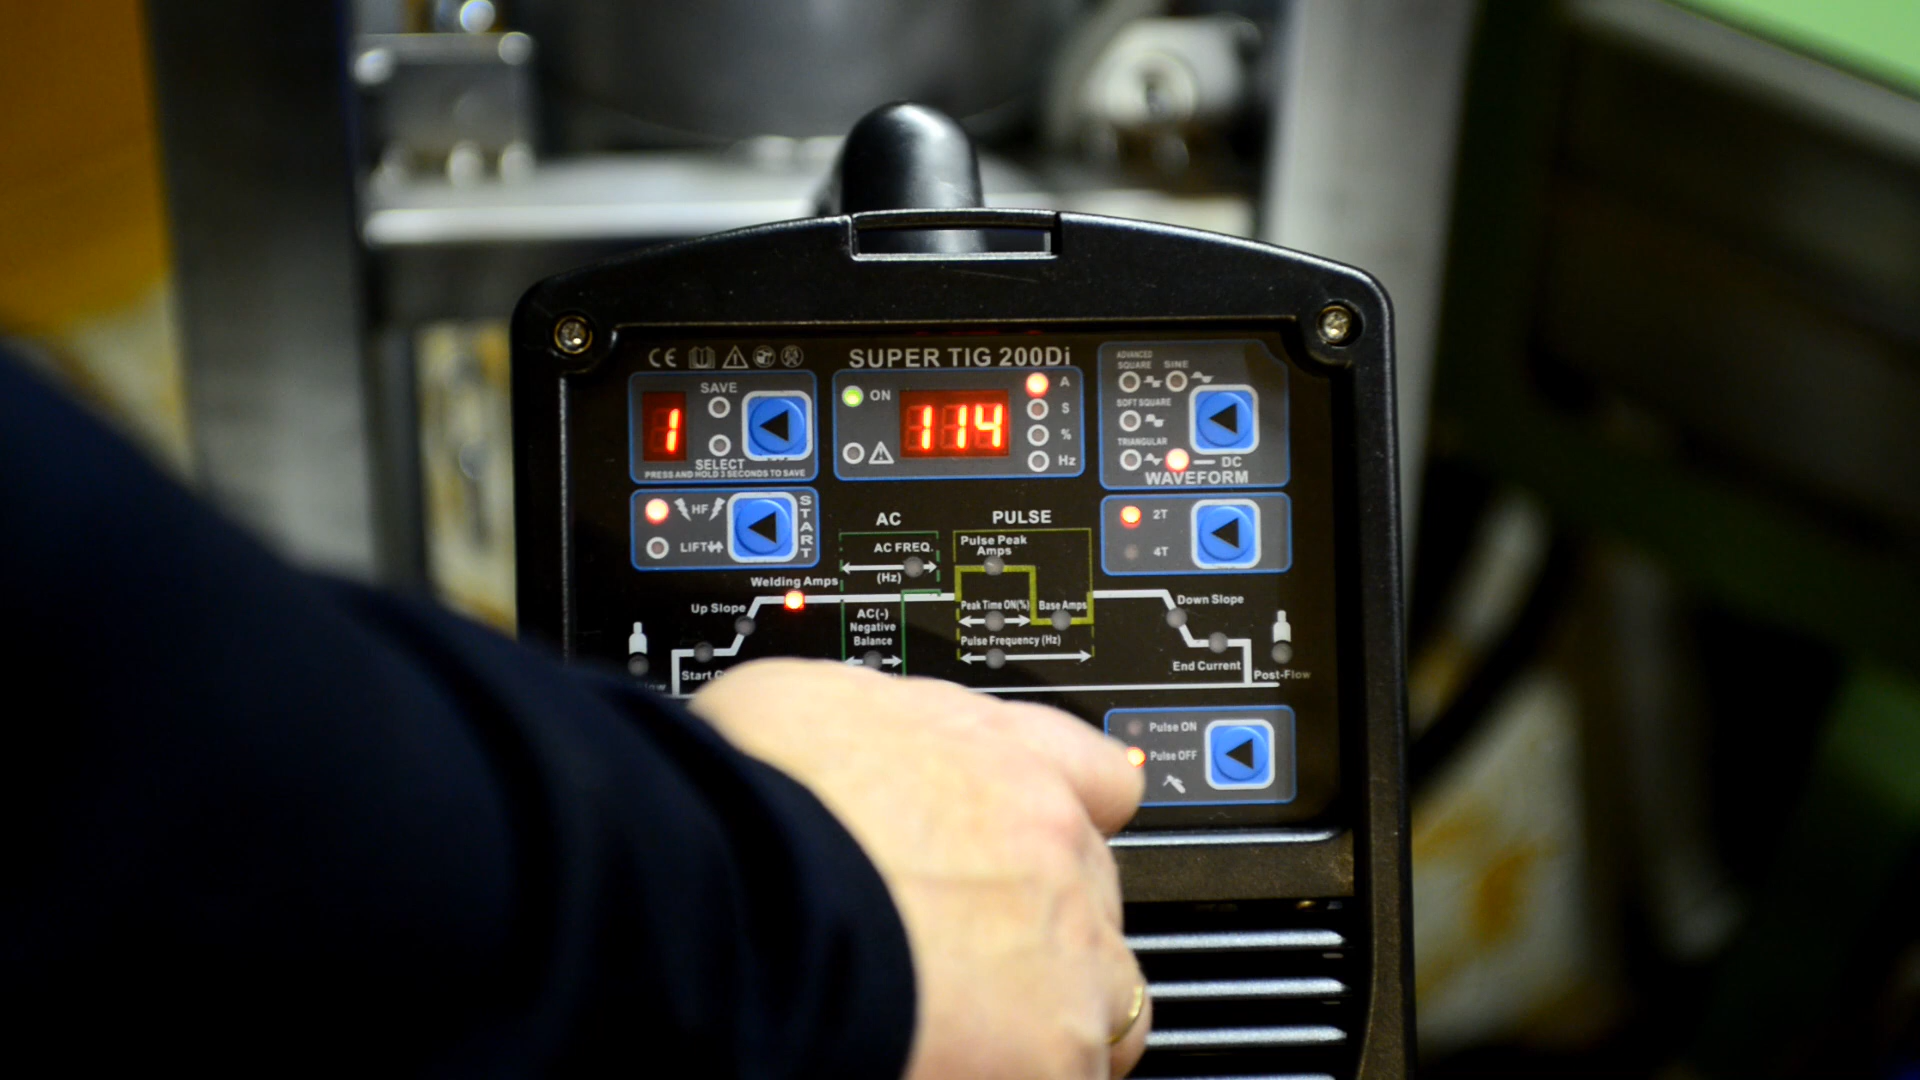 CE
SUPER TIG 200Di
SAVE
1
SELECT
PRESS AND HOLD 3 SECONDS TO SAVE
ON
114
A
S
%
Hz
ADVANCED
SQUARE
SINE
SOFT SQUARE
TRIANGULAR
DC
WAVEFORM
HF
LIFT
START
2T
4T
AC
AC FREQ.
(Hz)
AC(-)
Negative
Balance
PULSE
Pulse Peak
Amps
Peak Time ON(%)
Base Amps
Pulse Frequency (Hz)
Welding Amps
Up Slope
Start
Down Slope
End Current
Post-Flow
Pulse ON
Pulse OFF